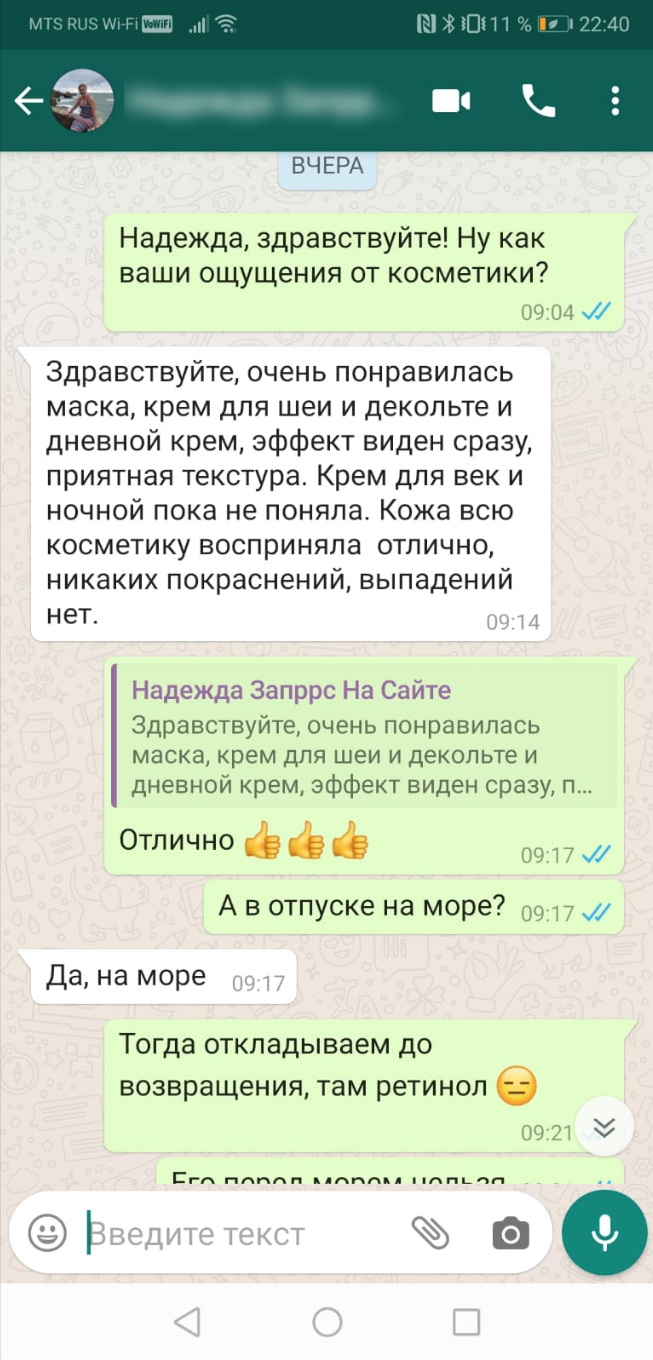 MTS RUS Wi-Fi VoWiFi 11 % 22:40
ВЧЕРА
Надежда, здравствуйте! Ну как
ваши ощущения от косметики?
09:04
Здравствуйте, очень понравилась
маска, крем для шеи и декольте и
дневной крем, эффект виден сразу,
приятная текстура. Крем для век и
ночной пока не поняла. Кожа всю
косметику восприняла отлично,
никаких покраснений, выпадений
нет.
09:14
Надежда Запррс На Сайте
Здравствуйте, очень понравилась
маска, крем для шеи и декольте и
дневной крем, эффект виден сразу, п...
Отлично 👍👍👍
09:17
А в отпуске на море? 09:17
Да, на море 09:17
Тогда откладываем до
возвращения, там ретинол 😑
09:21
Его перед морем нельзя
Введите текст